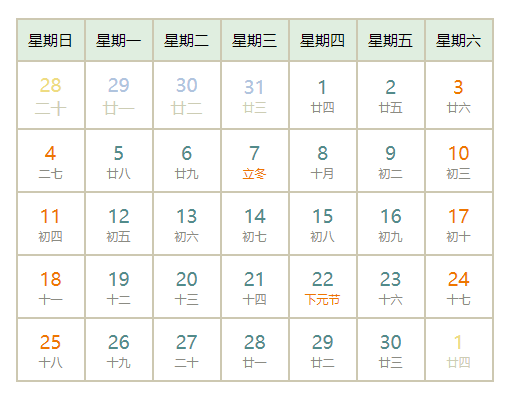 星期日 星期一 星期二 星期三 星期四 星期五 星期六
28 29 30 31 1 2 3
二十 廿一 廿二 廿三 廿四 廿五 廿六
4 5 6 7 8 9 10
二七 廿八 廿九 立冬 十月 初二 初三
11 12 13 14 15 16 17
初四 初五 初六 初七 初八 初九 初十
18 19 20 21 22 23 24
十一 十二 十三 十四 下元节 十六 十七
25 26 27 28 29 30 1
十八 十九 二十 廿一 廿二 廿三 廿四